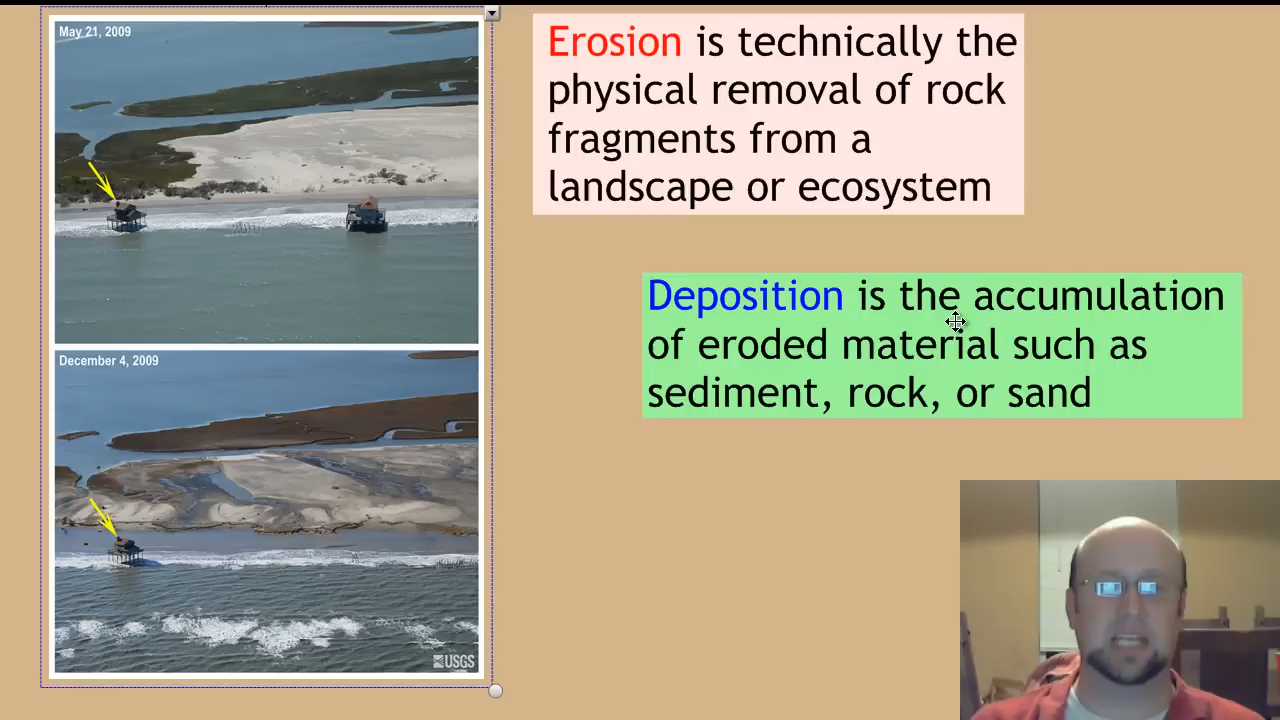 May 21, 2009
December 4, 2009
USGS
Erosion is technically the
physical removal of rock
fragments from a
landscape or ecosystem
Deposition is the accumulation
of eroded material such as
sediment, rock, or sand